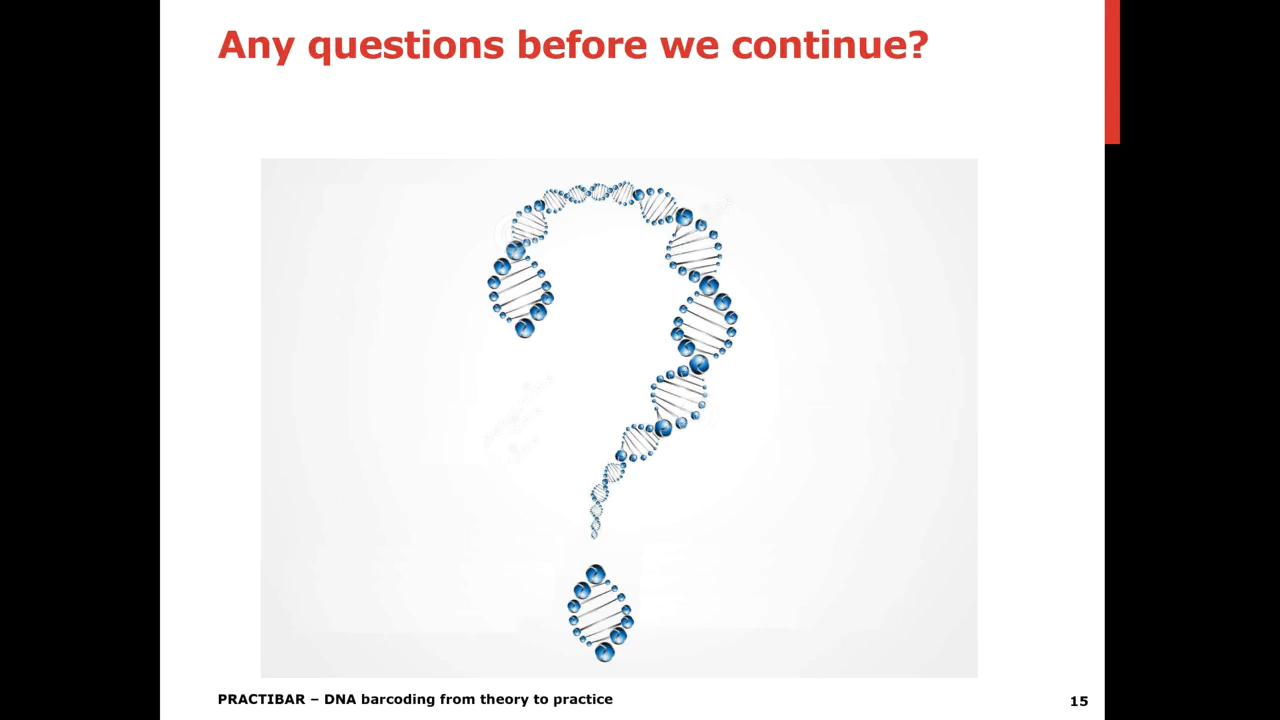 Any questions before we continue?
PRACTIBAR – DNA barcoding from theory to practice
15